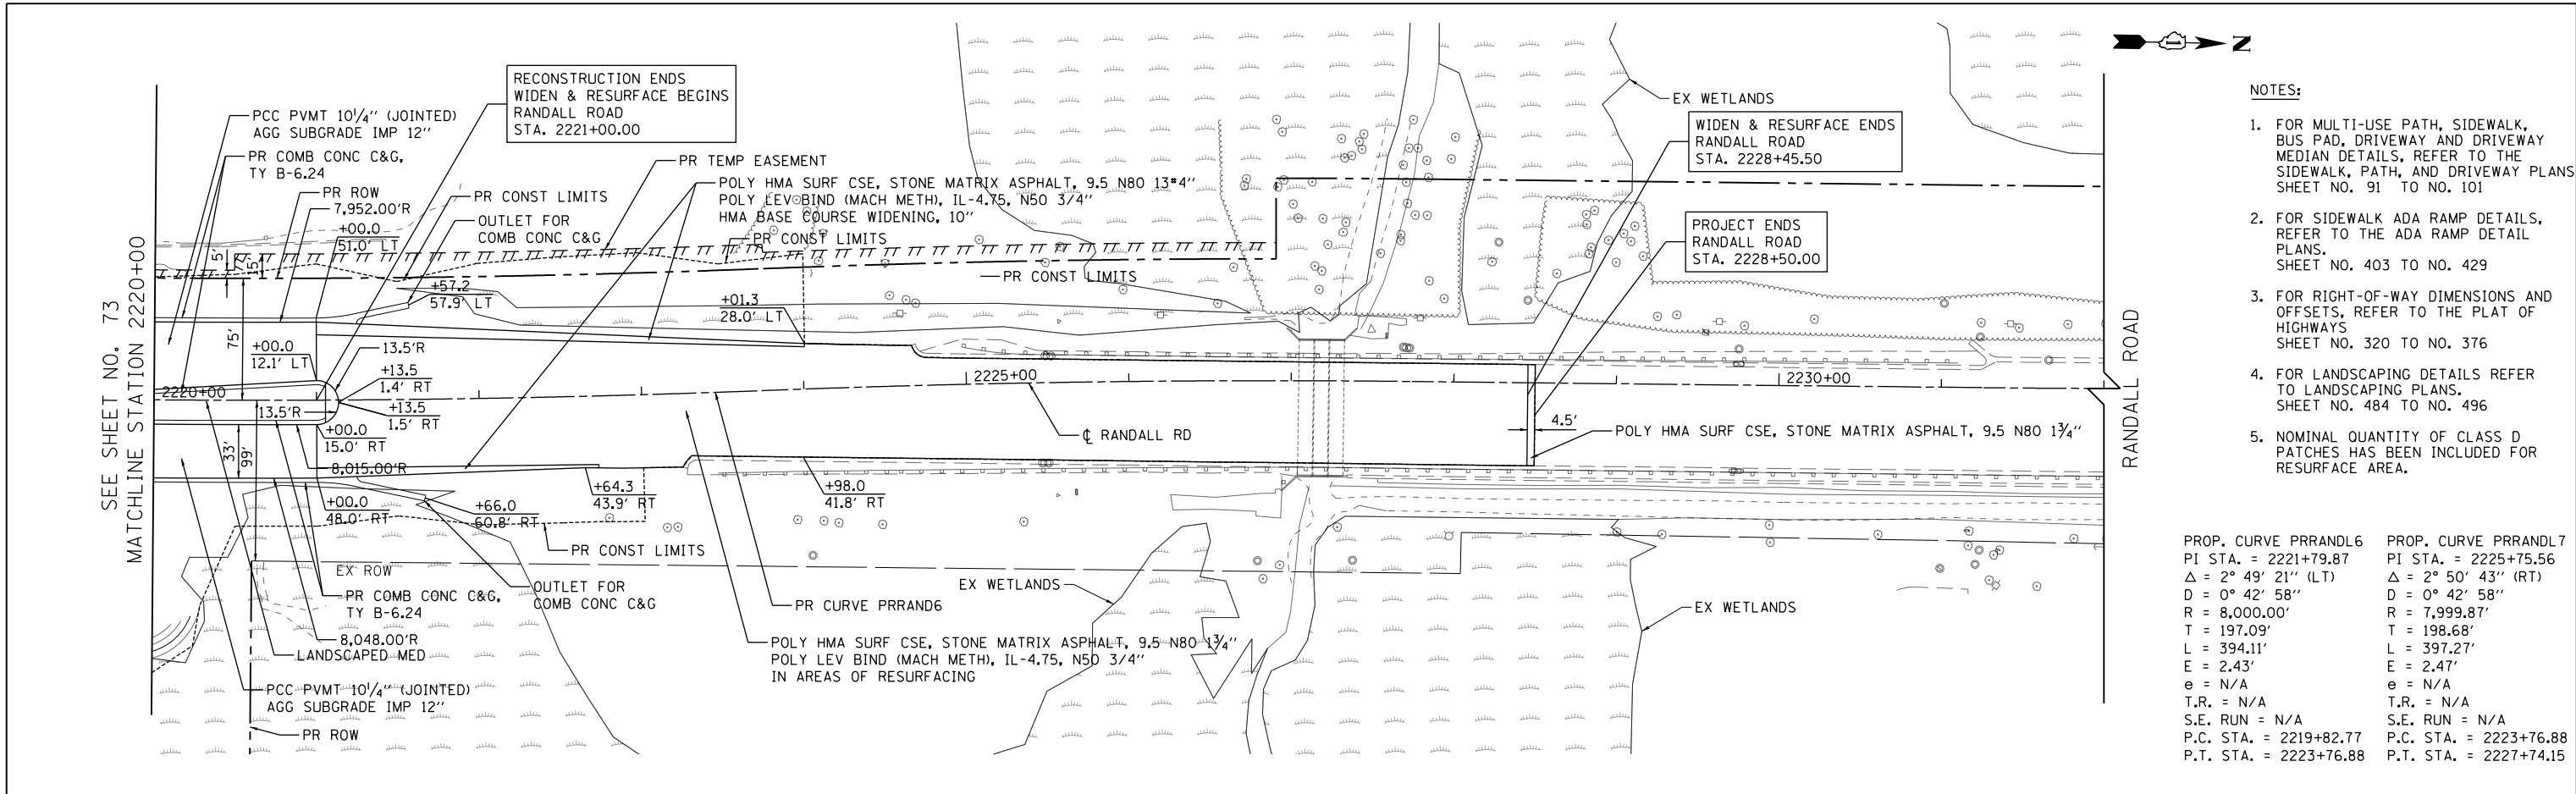 SEE SHEET NO. 73
MATCHLINE STATION 2220+00
PCC PVMT 10 1/4" (JOINTED)
AGG SUBGRADE IMP 12"
PR COMB CONC C&G,
TY B-6.24
PR ROW
7,952.00'R
+00.0
51.0' LT
RECONSTRUCTION ENDS
WIDEN & RESURFACE BEGINS
RANDALL ROAD
STA. 2221+00.00
PR CONST LIMITS
OUTLET FOR
COMB CONC C&G
PR TEMP EASEMENT
POLY HMA SURF CSE, STONE MATRIX ASPHALT, 9.5 N80 13#4"
POLY LEV BIND (MACH METH), IL-4.75, N50 3/4"
HMA BASE COURSE WIDENING, 10"
PR CONST LIMITS
PR CONST LIMITS
5'
15'
75'
+57.2
57.9' LT
+01.3
28.0' LT
+00.0
12.1' LT
13.5'R
+13.5
1.4' RT
+13.5
1.5' RT
2220+00
13.5'R
+00.0
15.0' RT
33'
99'
8,015.00'R
+00.0
48.0' RT
+66.0
60.8' RT
+64.3
43.9' RT
+98.0
41.8' RT
2225+00
2230+00
℄ RANDALL RD
4.5'
POLY HMA SURF CSE, STONE MATRIX ASPHALT, 9.5 N80 1 3/4"
EX WETLANDS
WIDEN & RESURFACE ENDS
RANDALL ROAD
STA. 2228+45.50
PROJECT ENDS
RANDALL ROAD
STA. 2228+50.00
PR CONST LIMITS
EX ROW
PR COMB CONC C&G,
TY B-6.24
OUTLET FOR
COMB CONC C&G
8,048.00'R
LANDSCAPED MED
PCC PVMT 10 1/4" (JOINTED)
AGG SUBGRADE IMP 12"
PR ROW
PR CURVE PRRAND6
EX WETLANDS
EX WETLANDS
POLY HMA SURF CSE, STONE MATRIX ASPHALT, 9.5 N80 1 3/4"
POLY LEV BIND (MACH METH), IL-4.75, N50 3/4"
IN AREAS OF RESURFACING
RANDALL ROAD
N
NOTES:
1. FOR MULTI-USE PATH, SIDEWALK,
BUS PAD, DRIVEWAY AND DRIVEWAY
MEDIAN DETAILS, REFER TO THE
SIDEWALK, PATH, AND DRIVEWAY PLANS
SHEET NO. 91 TO NO. 101
2. FOR SIDEWALK ADA RAMP DETAILS,
REFER TO THE ADA RAMP DETAIL
PLANS.
SHEET NO. 403 TO NO. 429
3. FOR RIGHT-OF-WAY DIMENSIONS AND
OFFSETS, REFER TO THE PLAT OF
HIGHWAYS
SHEET NO. 320 TO NO. 376
4. FOR LANDSCAPING DETAILS REFER
TO LANDSCAPING PLANS.
SHEET NO. 484 TO NO. 496
5. NOMINAL QUANTITY OF CLASS D
PATCHES HAS BEEN INCLUDED FOR
RESURFACE AREA.
PROP. CURVE PRRANDL6
PI STA. = 2221+79.87
Δ = 2° 49' 21" (LT)
D = 0° 42' 58"
R = 8,000.00'
T = 197.09'
L = 394.11'
E = 2.43'
e = N/A
T.R. = N/A
S.E. RUN = N/A
P.C. STA. = 2219+82.77
P.T. STA. = 2223+76.88
PROP. CURVE PRRANDL7
PI STA. = 2225+75.56
Δ = 2° 50' 43" (RT)
D = 0° 42' 58"
R = 7,999.87'
T = 198.68'
L = 397.27'
E = 2.47'
e = N/A
T.R. = N/A
S.E. RUN = N/A
P.C. STA. = 2223+76.88
P.T. STA. = 2227+74.15